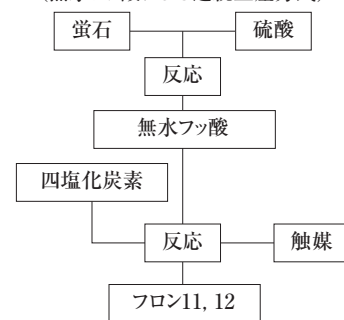 蛍石 硫酸
反応
無水フッ酸
四塩化炭素
反応 触媒
フロン11, 12